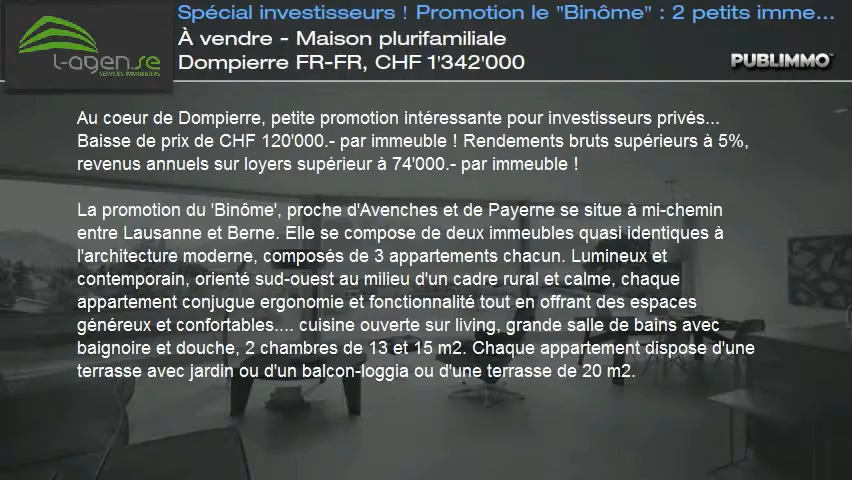 Spécial investisseurs ! Promotion le "Binôme" : 2 petits imme...
l-agen.se
SERVICES IMMOBILIERS
À vendre - Maison plurifamiliale
Dompierre FR-FR, CHF 1'342'000
PUBLIMMO
Au coeur de Dompierre, petite promotion intéressante pour investisseurs privés...
Baisse de prix de CHF 120'000.- par immeuble ! Rendements bruts supérieurs à 5%,
revenus annuels sur loyers supérieur à 74'000.- par immeuble !
La promotion du 'Binôme', proche d'Avenches et de Payerne se situe à mi-chemin
entre Lausanne et Berne. Elle se compose de deux immeubles quasi identiques à
l'architecture moderne, composés de 3 appartements chacun. Lumineux et
contemporain, orienté sud-ouest au milieu d'un cadre rural et calme, chaque
appartement conjugue ergonomie et fonctionnalité tout en offrant des espaces
généreux et confortables.... cuisine ouverte sur living, grande salle de bains avec
baignoire et douche, 2 chambres de 13 et 15 m2. Chaque appartement dispose d'une
terrasse avec jardin ou d'un balcon-loggia ou d'une terrasse de 20 m2.